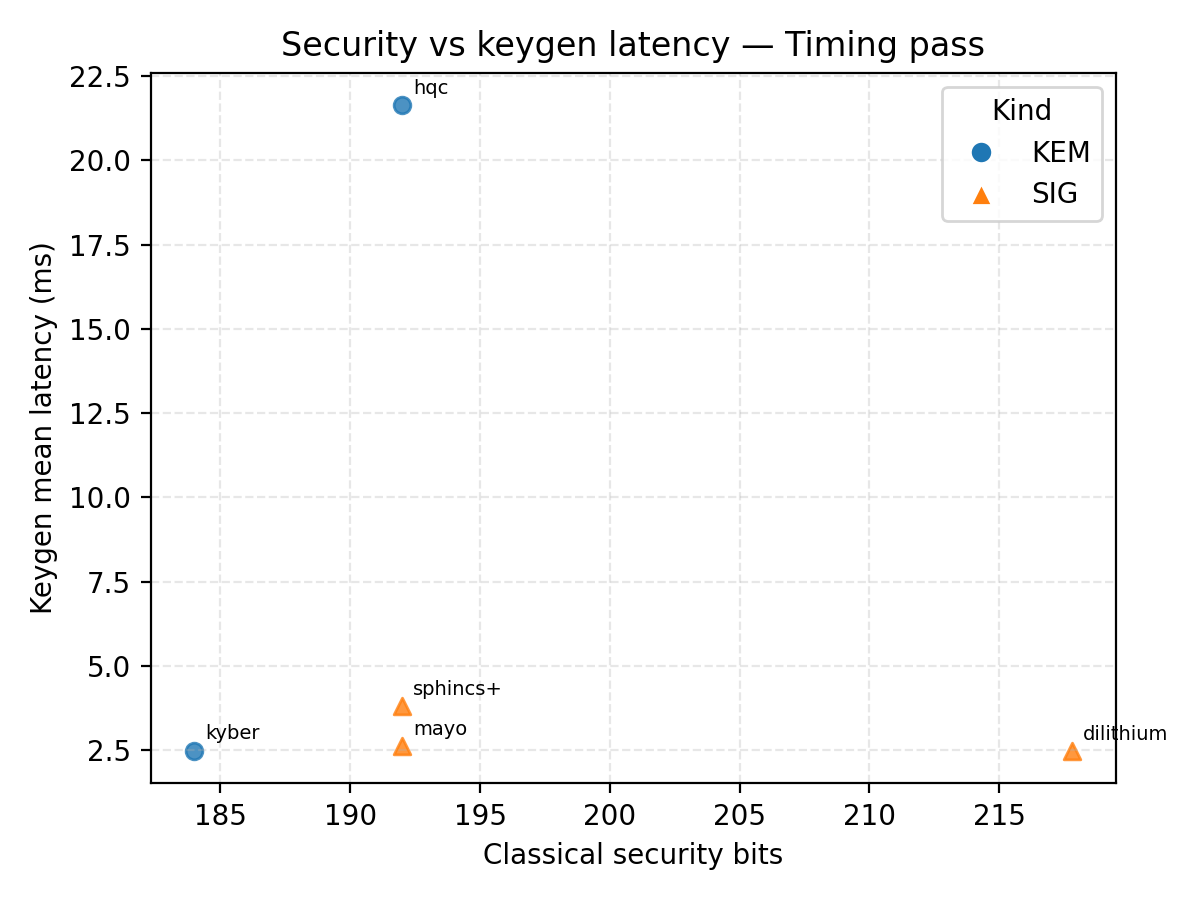 Security vs keygen latency — Timing pass
Keygen mean latency (ms)
22.5
20.0
17.5
15.0
12.5
10.0
7.5
5.0
2.5
hqc
Kind
KEM
SIG
sphincs+
mayo
kyber
dilithium
185 190 195 200 205 210 215
Classical security bits